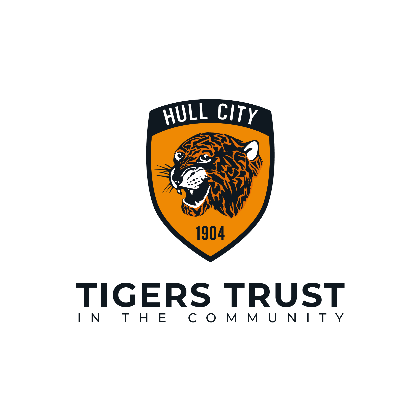 HULL CITY
1904
TIGERS TRUST
IN THE COMMUNITY